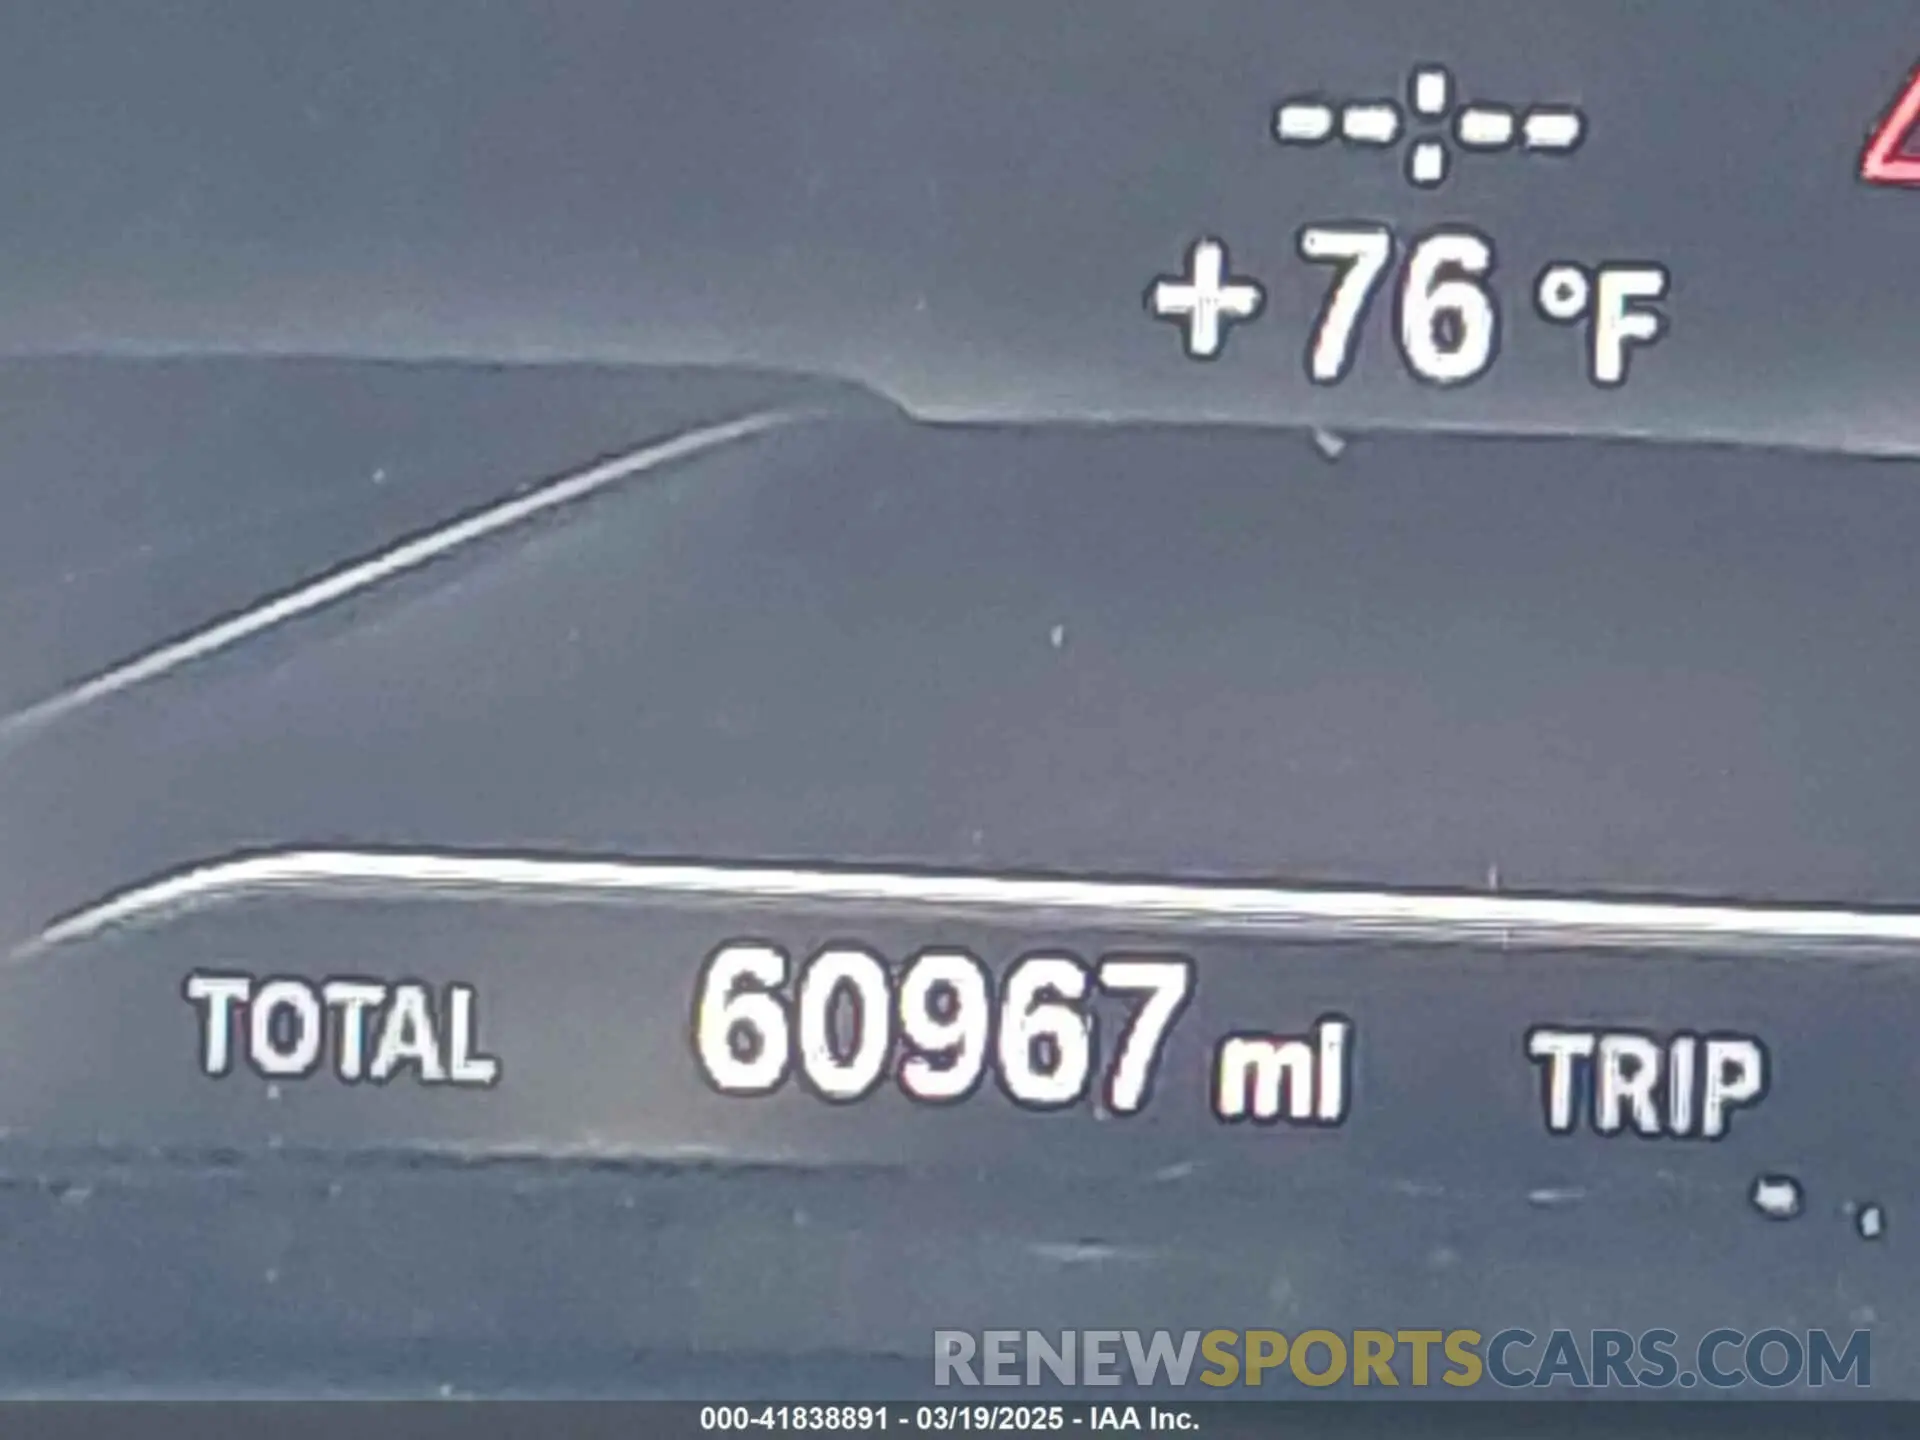 --:--
+76 °F
TOTAL 60967 mi TRIP
RENEWSPORTSCARS.COM
000-41838891 - 03/19/2025 - IAA Inc.